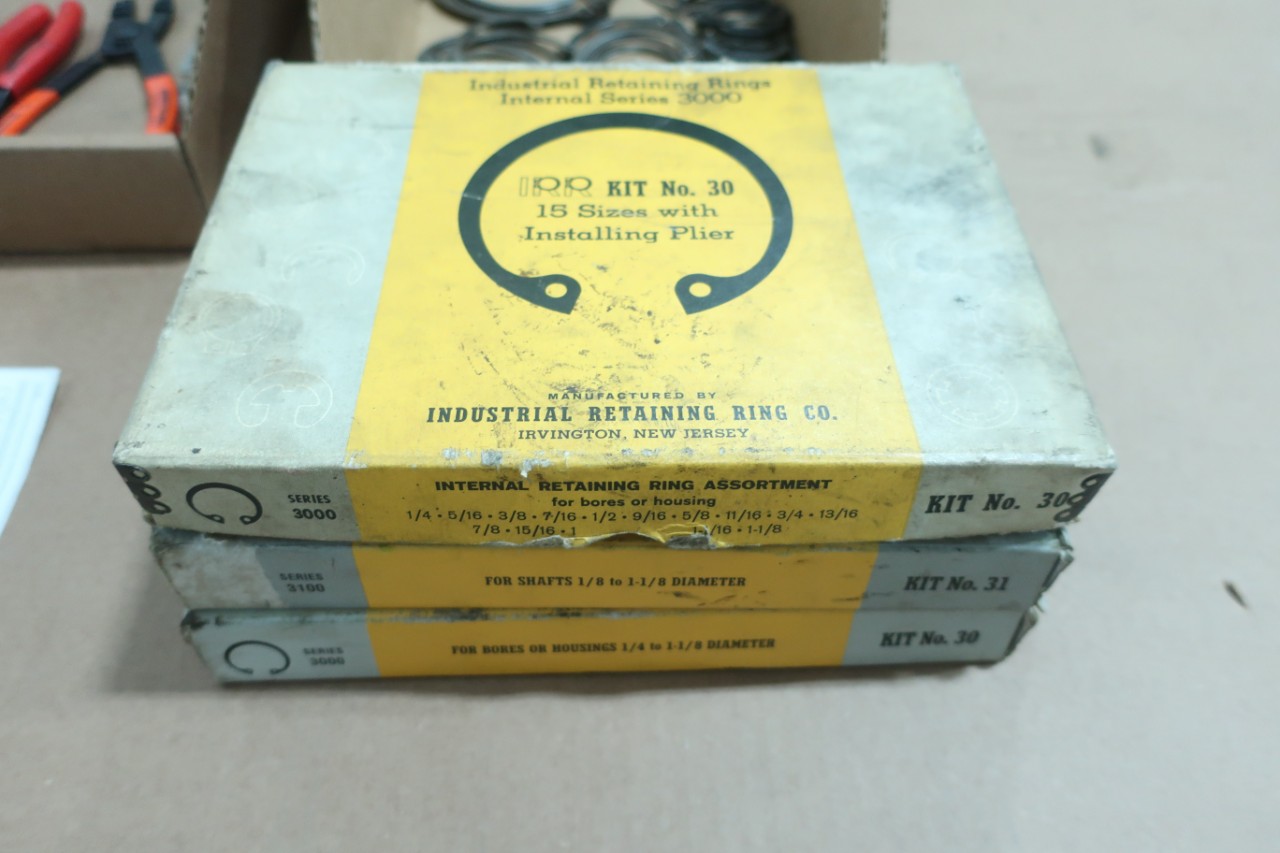 Industrial Retaining Rings
Internal Series 3000
IRR KIT No. 30
15 Sizes with
Installing Plier
MANUFACTURED BY
INDUSTRIAL RETAINING RING CO.
IRVINGTON, NEW JERSEY
SERIES
3000
INTERNAL RETAINING RING ASSORTMENT
for bores or housing
1/4 • 5/16 • 3/8 • 7/16 • 1/2 • 9/16 • 5/8 • 11/16 • 3/4 • 13/16
7/8 • 15/16 • 1 /16 • 1-1/8
KIT No. 30
SERIES
3100
FOR SHAFTS 1/8 to 1-1/8 DIAMETER
KIT No. 31
SERIES
3000
FOR BORES OR HOUSINGS 1/4 to 1-1/8 DIAMETER
KIT No. 30